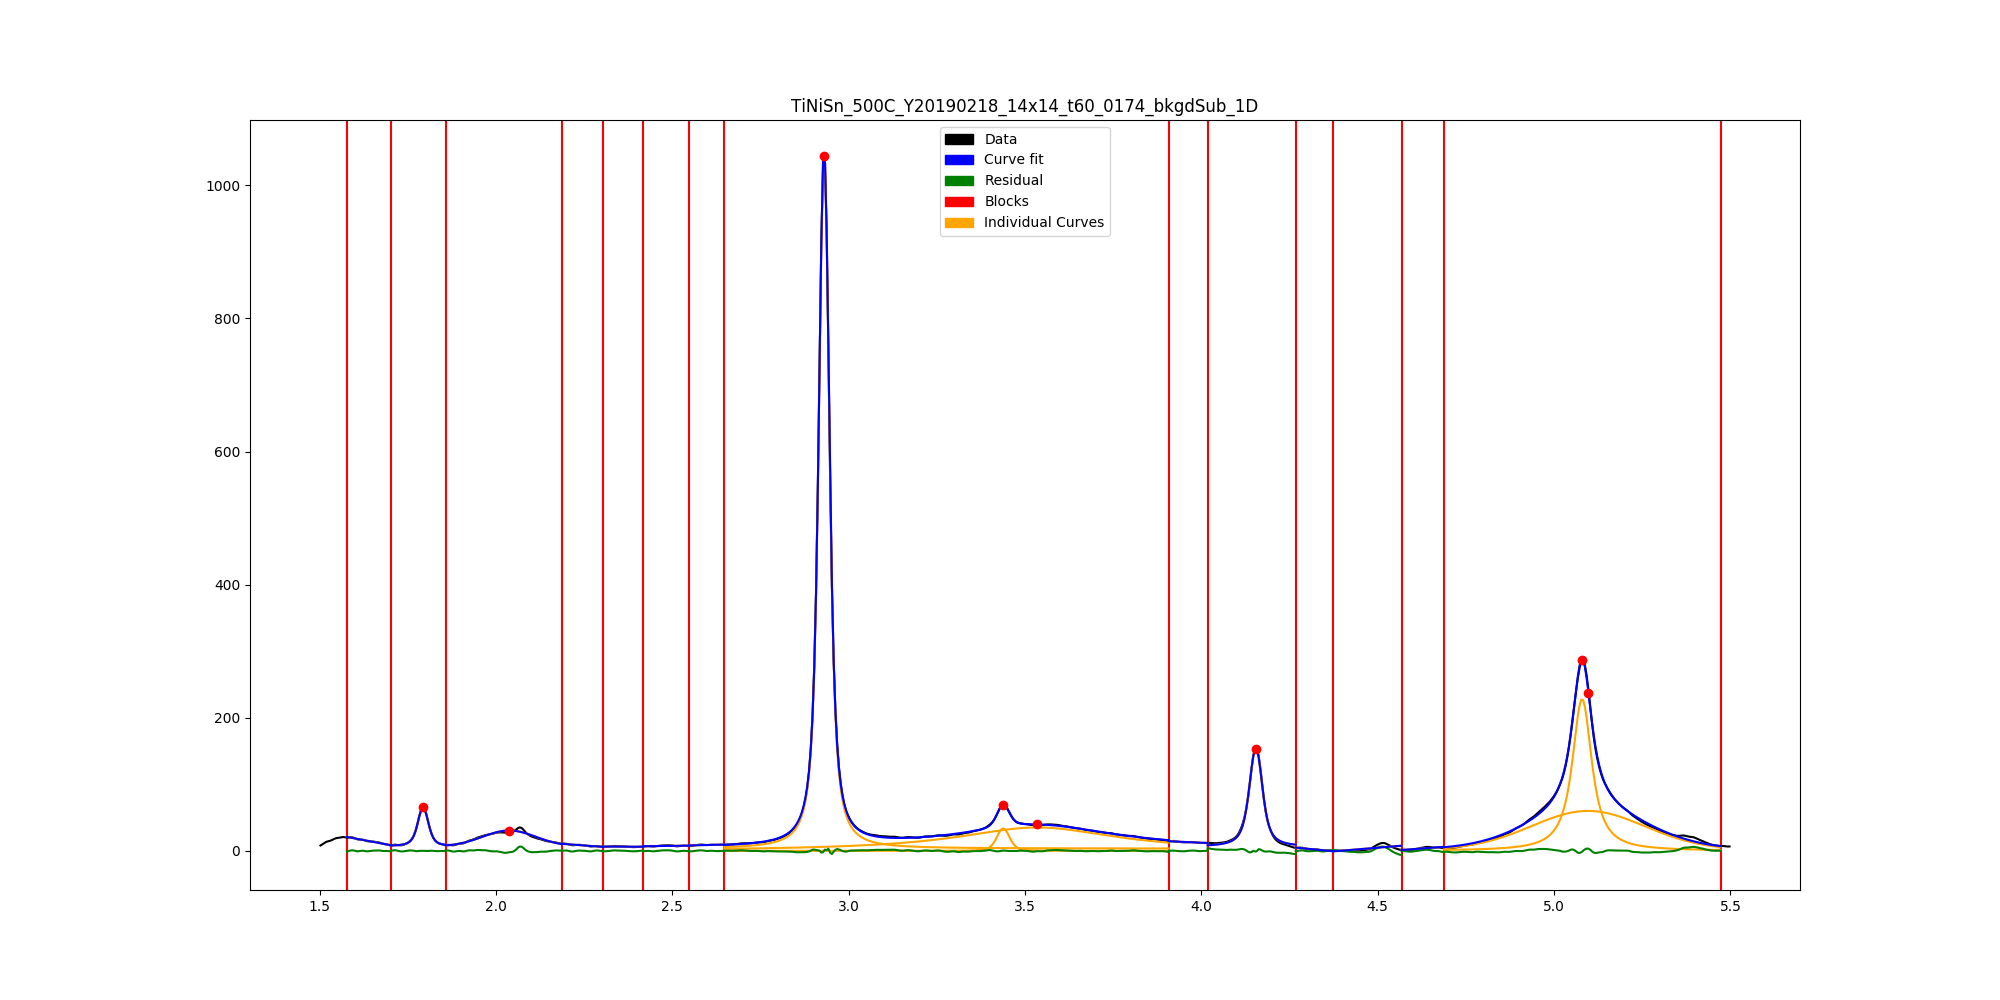 TiNiSn_500C_Y20190218_14x14_t60_0174_bkgdSub_1D
Data
Curve fit
Residual
Blocks
Individual Curves
1000
800
600
400
200
0
1.5 2.0 2.5 3.0 3.5 4.0 4.5 5.0 5.5